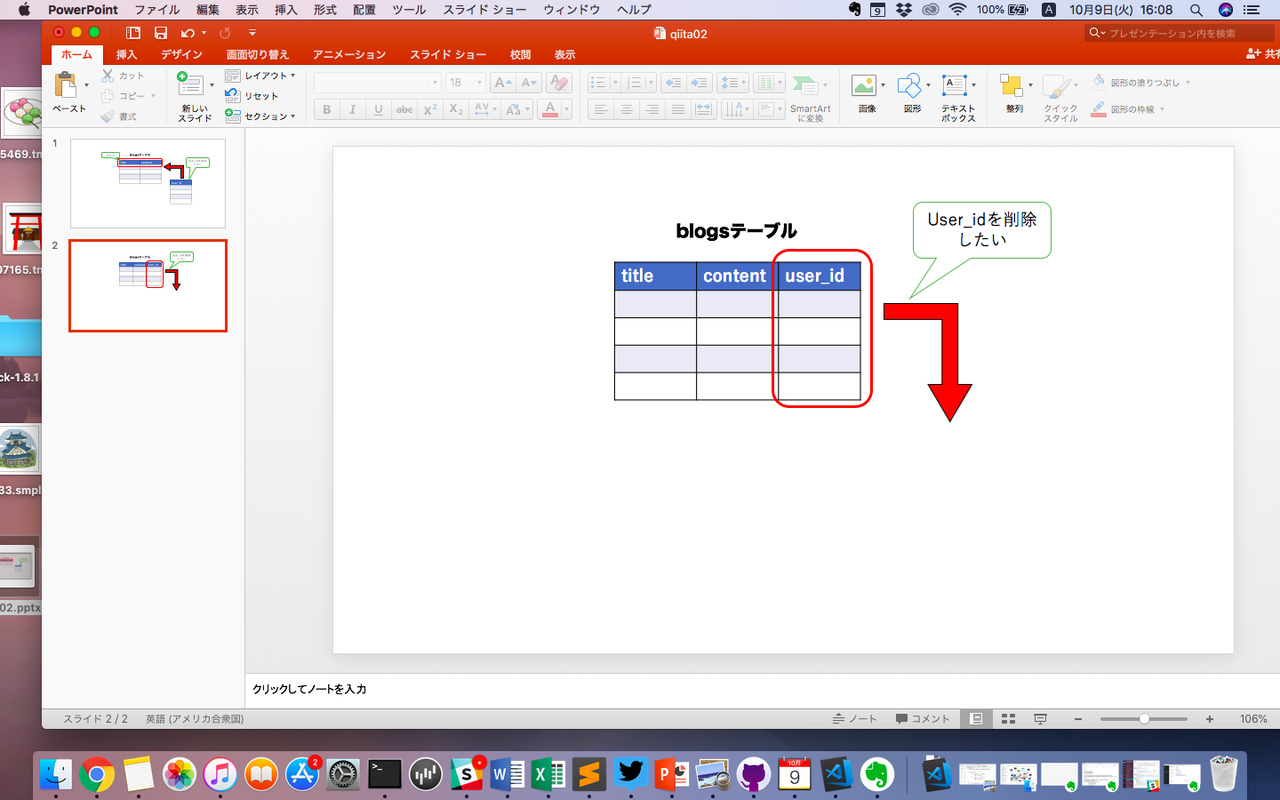 PowerPoint ファイル 編集 表示 挿入 形式 配置 ツール スライド ショー ウィンドウ ヘルプ
9 100% A 10月9日(火) 16:08
qiita02
プレゼンテーション内を検索
ホーム 挿入 デザイン 画面切り替え アニメーション スライド ショー 校閲 表示
共有
ペースト
カット
コピー
書式
新しい
スライド
レイアウト
リセット
セクション
18
B I U abc X² X₂ AV Aa A
SmartArt
に変換
画像
図形
テキスト
ボックス
整列
クイック
スタイル
図形の塗りつぶし
図形の枠線
5469.tn
07165.tn
ck-1.8.1
33.smpl
02.pptx
1
2
blogsテーブル
User_idを削除
したい
title content user_id
クリックしてノートを入力
スライド 2 / 2 英語 (アメリカ合衆国)
ノート コメント 106%
2
10月
9